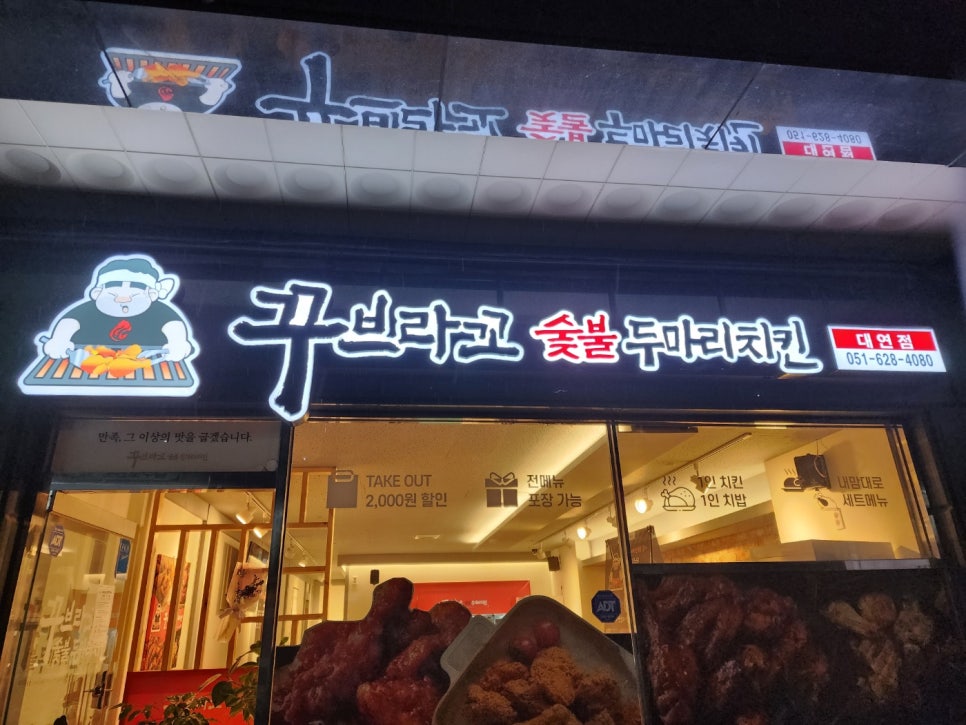 꾸브라꼬 숯불 두마리치킨
대연점
051-628-4080
만족, 그 이상의 맛을 굽겠습니다.
TAKE OUT
2,000원 할인
전메뉴
포장 가능
1인 치킨
1인 치밥
내맘대로
세트메뉴
ADT